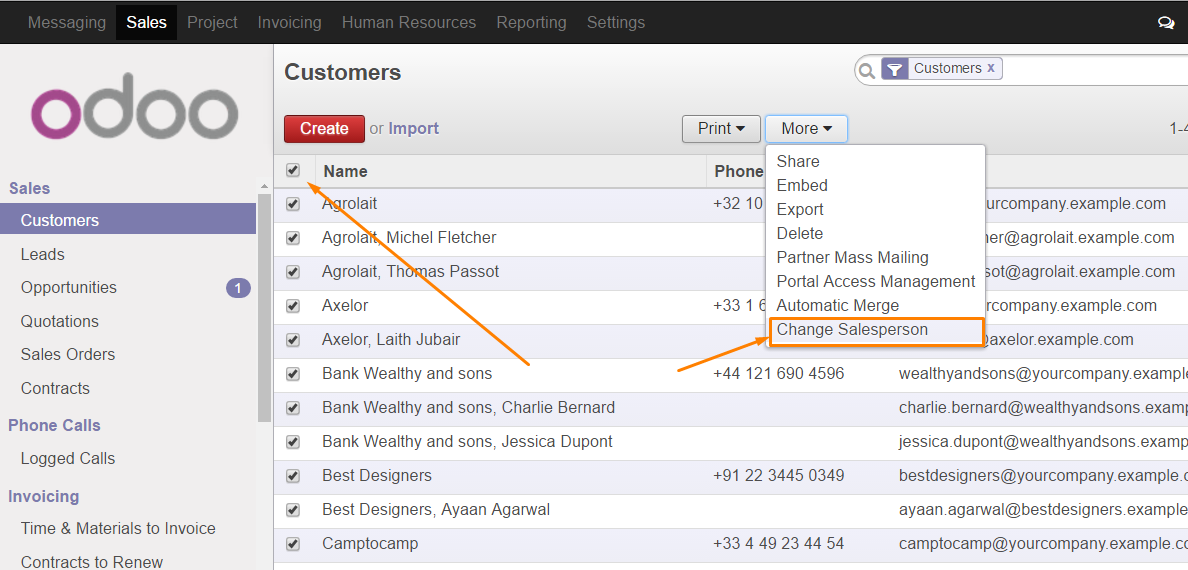 Messaging Sales Project Invoicing Human Resources Reporting Settings
odoo
Sales
Customers
Leads
Opportunities 1
Quotations
Sales Orders
Contracts
Phone Calls
Logged Calls
Invoicing
Time & Materials to Invoice
Contracts to Renew
Customers
Customers x
Create or Import
Print More
1-4
Share
Embed
Export
Delete
Partner Mass Mailing
Portal Access Management
Automatic Merge
Change Salesperson
Name Phone
Agrolait +32 10 ourcompany.example.com
Agrolait, Michel Fletcher her@agrolait.example.com
Agrolait, Thomas Passot sot@agrolait.example.com
Axelor +33 1 6 rcompany.example.com
Axelor, Laith Jubair @axelor.example.com
Bank Wealthy and sons +44 121 690 4596 wealthyandsons@yourcompany.example
Bank Wealthy and sons, Charlie Bernard charlie.bernard@wealthyandsons.examp
Bank Wealthy and sons, Jessica Dupont jessica.dupont@wealthyandsons.examp
Best Designers +91 22 3445 0349 bestdesigners@yourcompany.example.c
Best Designers, Ayaan Agarwal ayaan.agarwal@bestdesigners.example.
Camptocamp +33 4 49 23 44 54 camptocamp@yourcompany.example.co